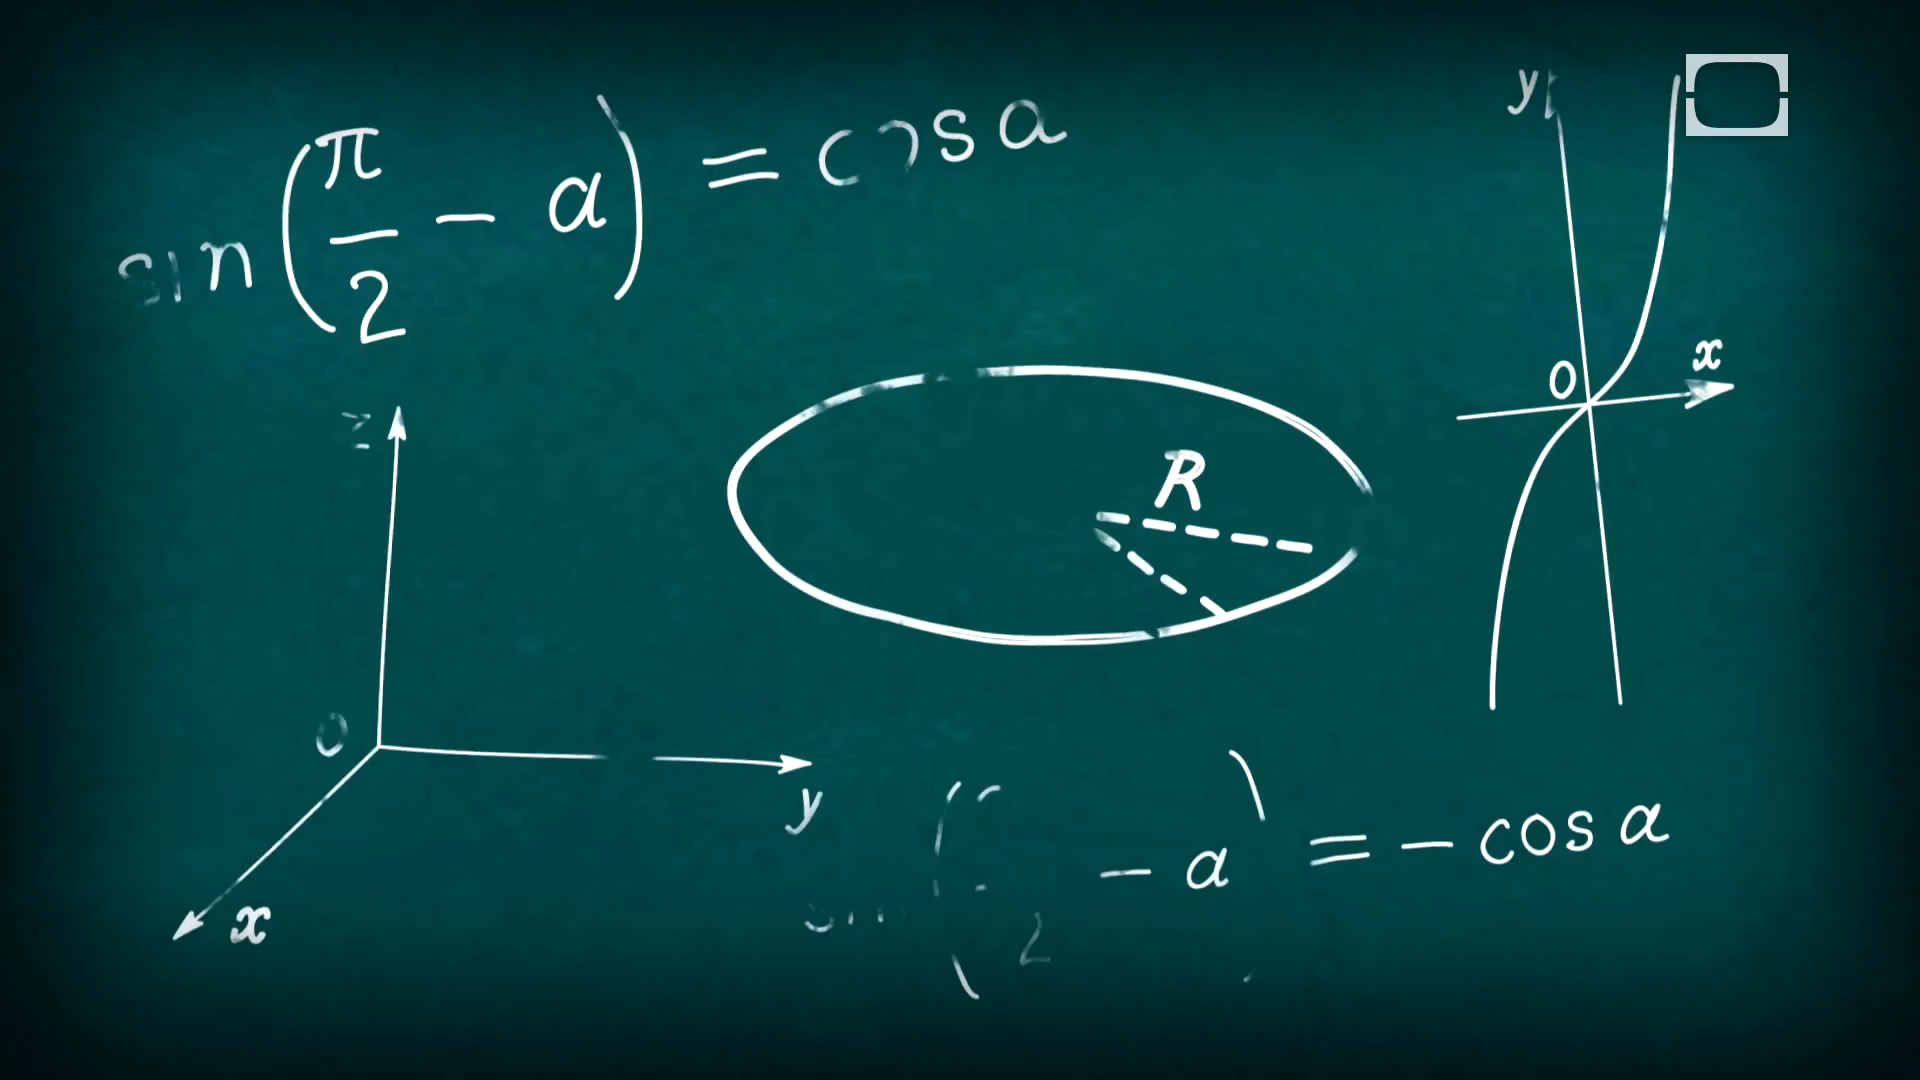 sin(π/2 - a) = cos a
y
x
0
R
z
0
y
x
- a = - cos a